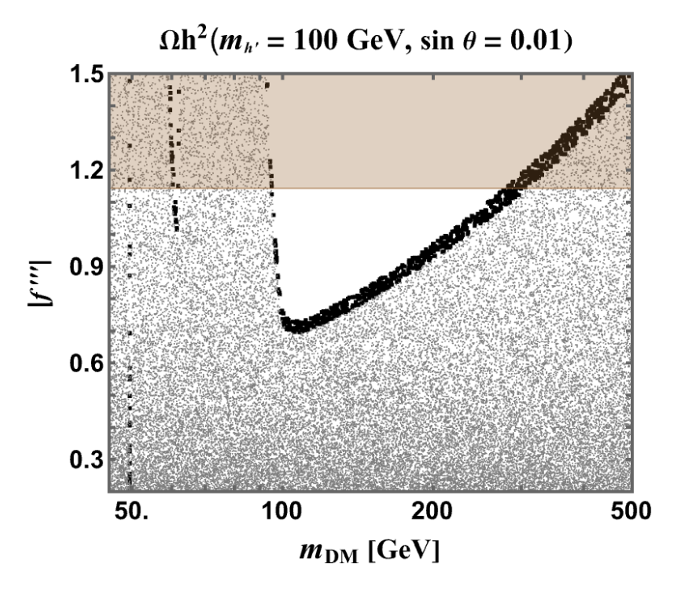 Ωh²(m_h′ = 100 GeV, sin θ = 0.01)
1.5
1.2
0.9
0.6
0.3
|f‴|
50. 100 200 500
m_DM [GeV]